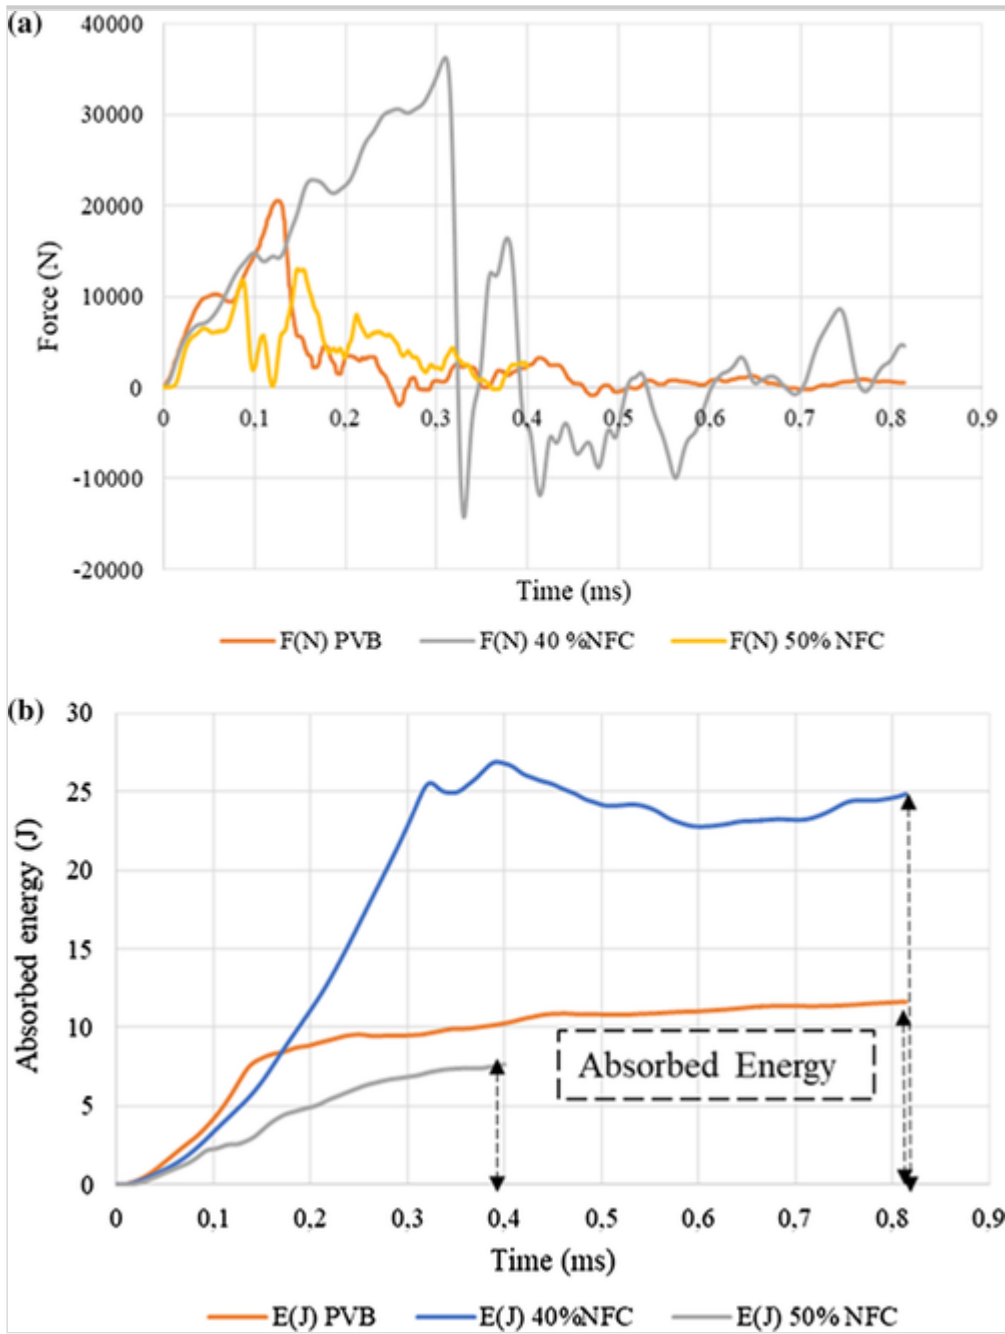 (a)
40000
30000
20000
10000
0
-10000
-20000
Force (N)
0 0,1 0,2 0,3 0,4 0,5 0,6 0,7 0,8 0,9
Time (ms)
F(N) PVB F(N) 40 %NFC F(N) 50% NFC
(b)
30
25
20
15
10
5
0
Absorbed energy (J)
Absorbed Energy
0 0,1 0,2 0,3 0,4 0,5 0,6 0,7 0,8 0,9
Time (ms)
E(J) PVB E(J) 40%NFC E(J) 50% NFC